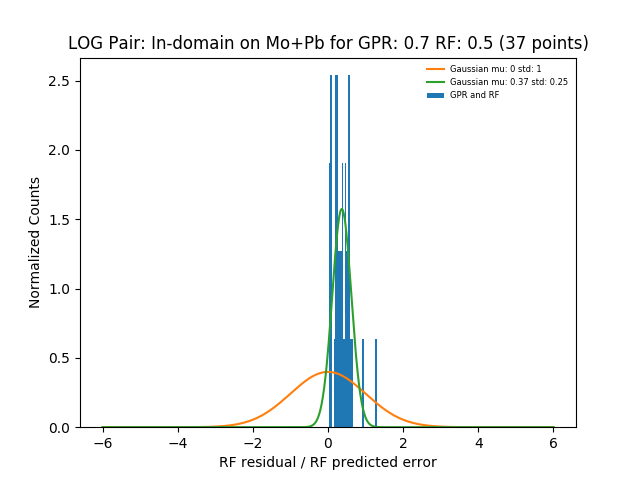 LOG Pair: In-domain on Mo+Pb for GPR: 0.7 RF: 0.5 (37 points)
Gaussian mu: 0 std: 1
Gaussian mu: 0.37 std: 0.25
GPR and RF
Normalized Counts
2.5
2.0
1.5
1.0
0.5
0.0
−6 −4 −2 0 2 4 6
RF residual / RF predicted error